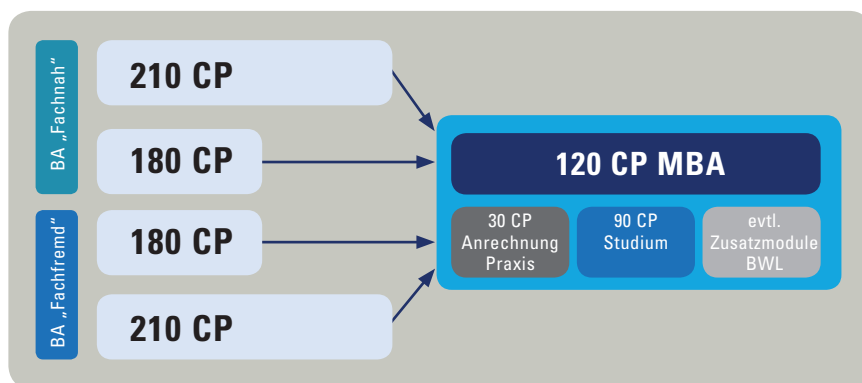 BA „Fachnah“
210 CP
180 CP
BA „Fachfremd“
180 CP
210 CP
120 CP MBA
30 CP
Anrechnung
Praxis
90 CP
Studium
evtl.
Zusatzmodule
BWL